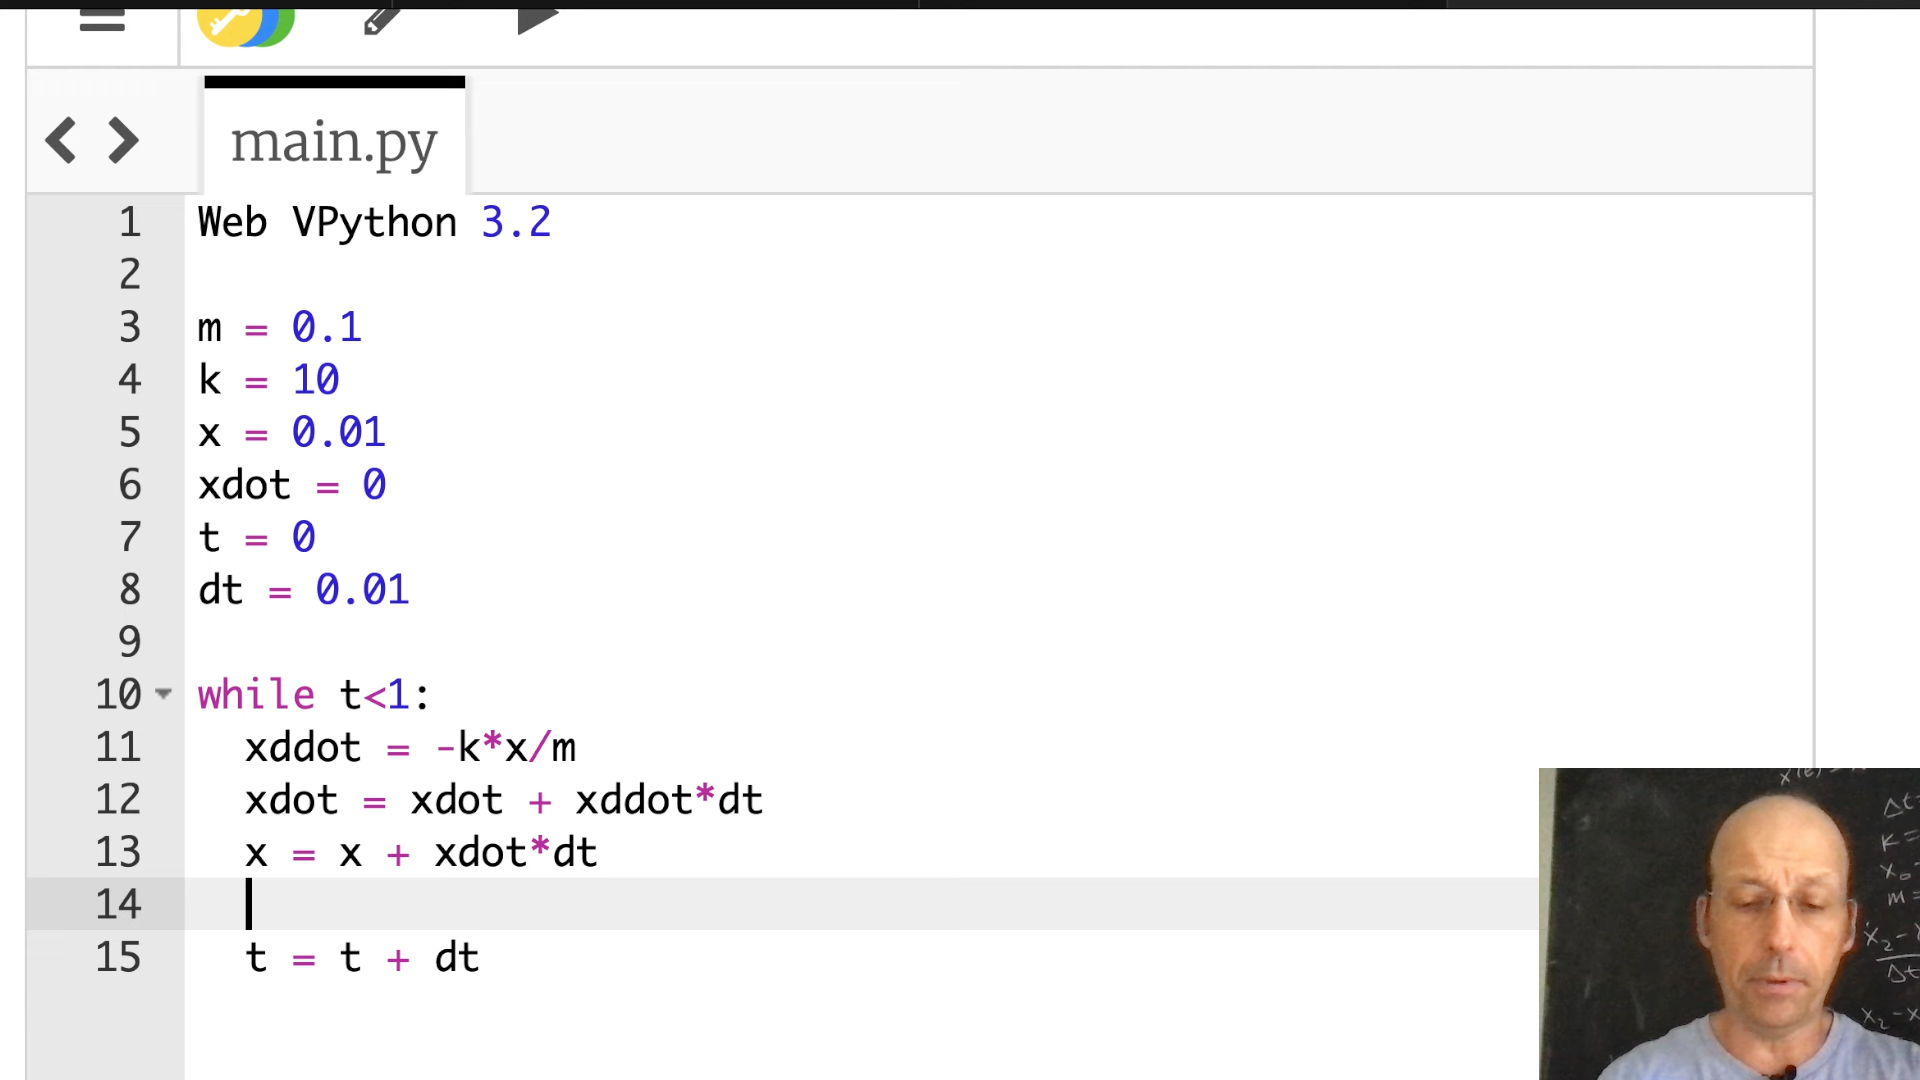 main.py
1 Web VPython 3.2
2
3 m = 0.1
4 k = 10
5 x = 0.01
6 xdot = 0
7 t = 0
8 dt = 0.01
9
10 while t<1:
11 xddot = -k*x/m
12 xdot = xdot + xddot*dt
13 x = x + xdot*dt
14
15 t = t + dt